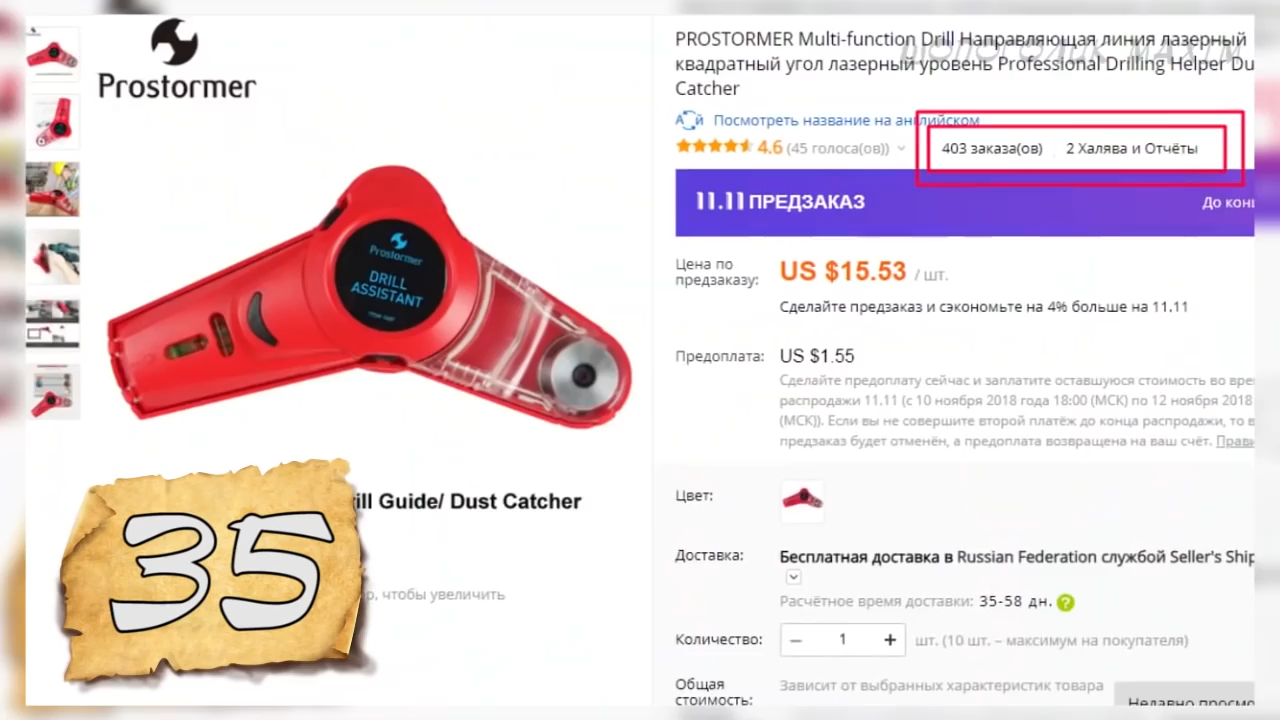 Prostormer
Prostormer
DRILL
ASSISTANT
ill Guide/ Dust Catcher
35
р, чтобы увеличить
PROSTORMER Multi-function Drill Направляющая линия лазерный
квадратный угол лазерный уровень Professional Drilling Helper Du
Catcher
Посмотреть название на английском
4.6 (45 голоса(ов))
403 заказа(ов) 2 Халява и Отчёты
11.11 ПРЕДЗАКАЗ
До конц
Цена по
предзаказу:
US $15.53 / шт.
Сделайте предзаказ и сэкономьте на 4% больше на 11.11
Предоплата:
US $1.55
Сделайте предоплату сейчас и заплатите оставшуюся стоимость во вре
распродажи 11.11 (с 10 ноября 2018 года 18:00 (МСК) по 12 ноября 2018
(МСК)). Если вы не совершите второй платёж до конца распродажи, то в
предзаказ будет отменён, а предоплата возвращена на ваш счёт. Прави
Цвет:
Доставка:
Бесплатная доставка в Russian Federation службой Seller's Ship
Расчётное время доставки: 35-58 дн. ?
Количество:
− 1 +
шт. (10 шт. – максимум на покупателя)
Общая
стоимость:
Зависит от выбранных характеристик товара
Недавно просмо